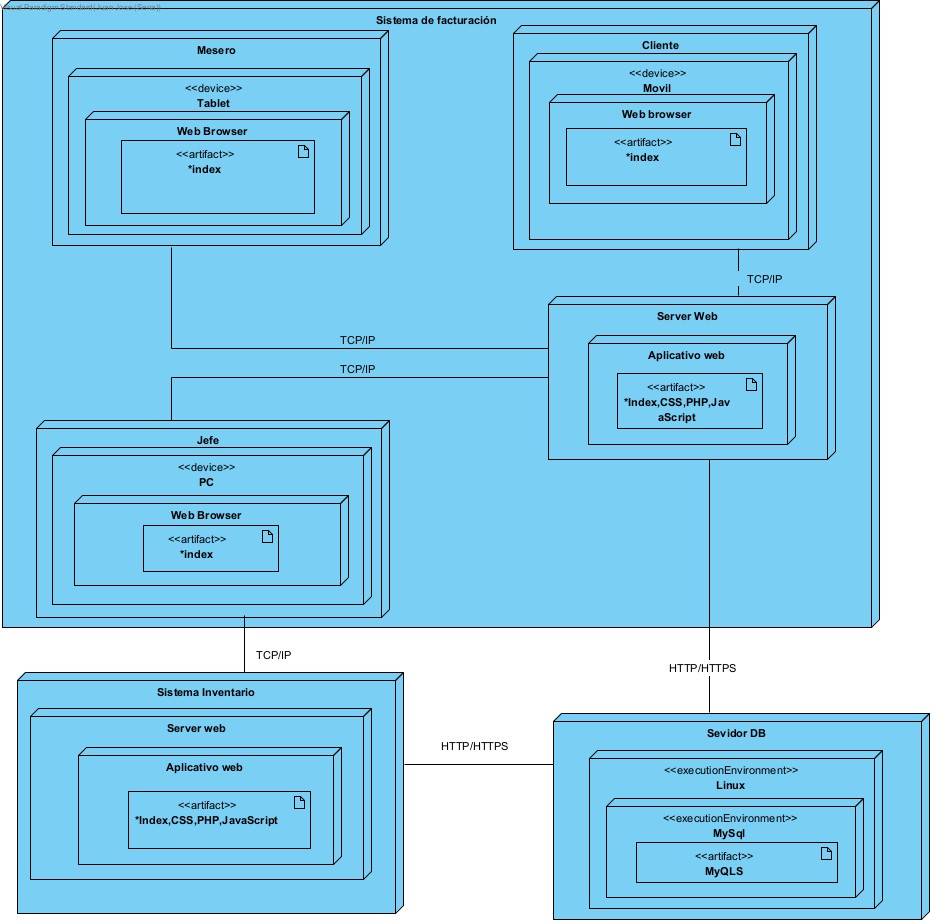 Visual Paradigm Standard(Juan Jose (Sena))
Sistema de facturación
Mesero
<<device>>
Tablet
Web Browser
<<artifact>>
*index
Cliente
<<device>>
Movil
Web browser
<<artifact>>
*index
TCP/IP
Server Web
Aplicativo web
<<artifact>>
*Index,CSS,PHP,Jav
aScript
TCP/IP
TCP/IP
Jefe
<<device>>
PC
Web Browser
<<artifact>>
*index
TCP/IP
HTTP/HTTPS
Sistema Inventario
Server web
Aplicativo web
<<artifact>>
*Index,CSS,PHP,JavaScript
HTTP/HTTPS
Sevidor DB
<<executionEnvironment>>
Linux
<<executionEnvironment>>
MySql
<<artifact>>
MyQLS